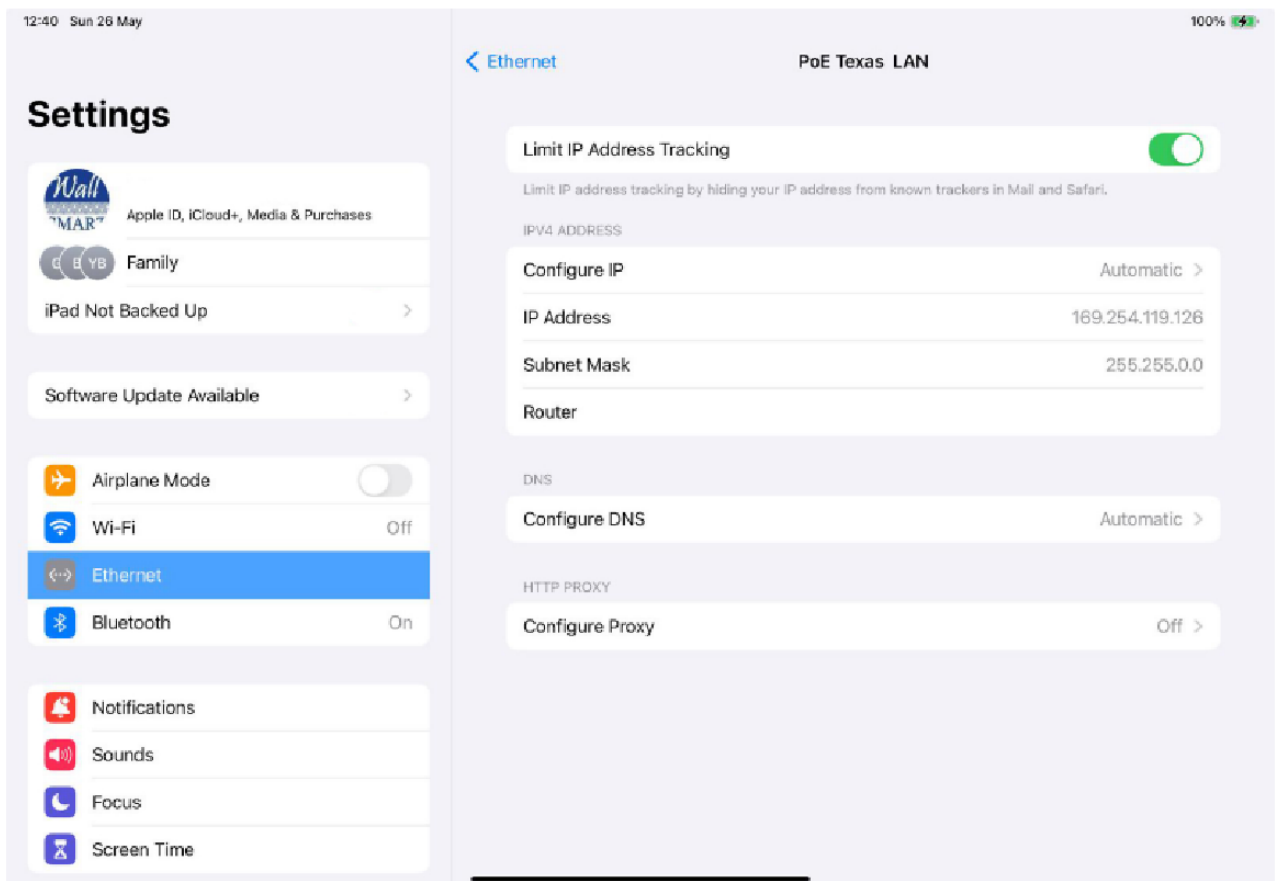 12:40 Sun 26 May
100%
Settings
Wall
"MAR"
Apple ID, iCloud+, Media & Purchases
YB
Family
iPad Not Backed Up
Software Update Available
Airplane Mode
Wi-Fi
Off
Ethernet
Bluetooth
On
Notifications
Sounds
Focus
Screen Time
Ethernet
PoE Texas LAN
Limit IP Address Tracking
Limit IP address tracking by hiding your IP address from known trackers in Mail and Safari.
IPV4 ADDRESS
Configure IP
Automatic
IP Address
169.254.119.126
Subnet Mask
255.255.0.0
Router
DNS
Configure DNS
Automatic
HTTP PROXY
Configure Proxy
Off